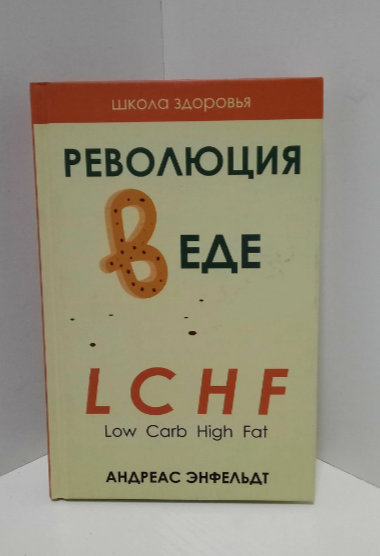 ШКОЛА ЗДОРОВЬЯ
РЕВОЛЮЦИЯ
В ЕДЕ
LCHF
Low Carb High Fat
АНДРЕАС ЭНФЕЛЬДТ